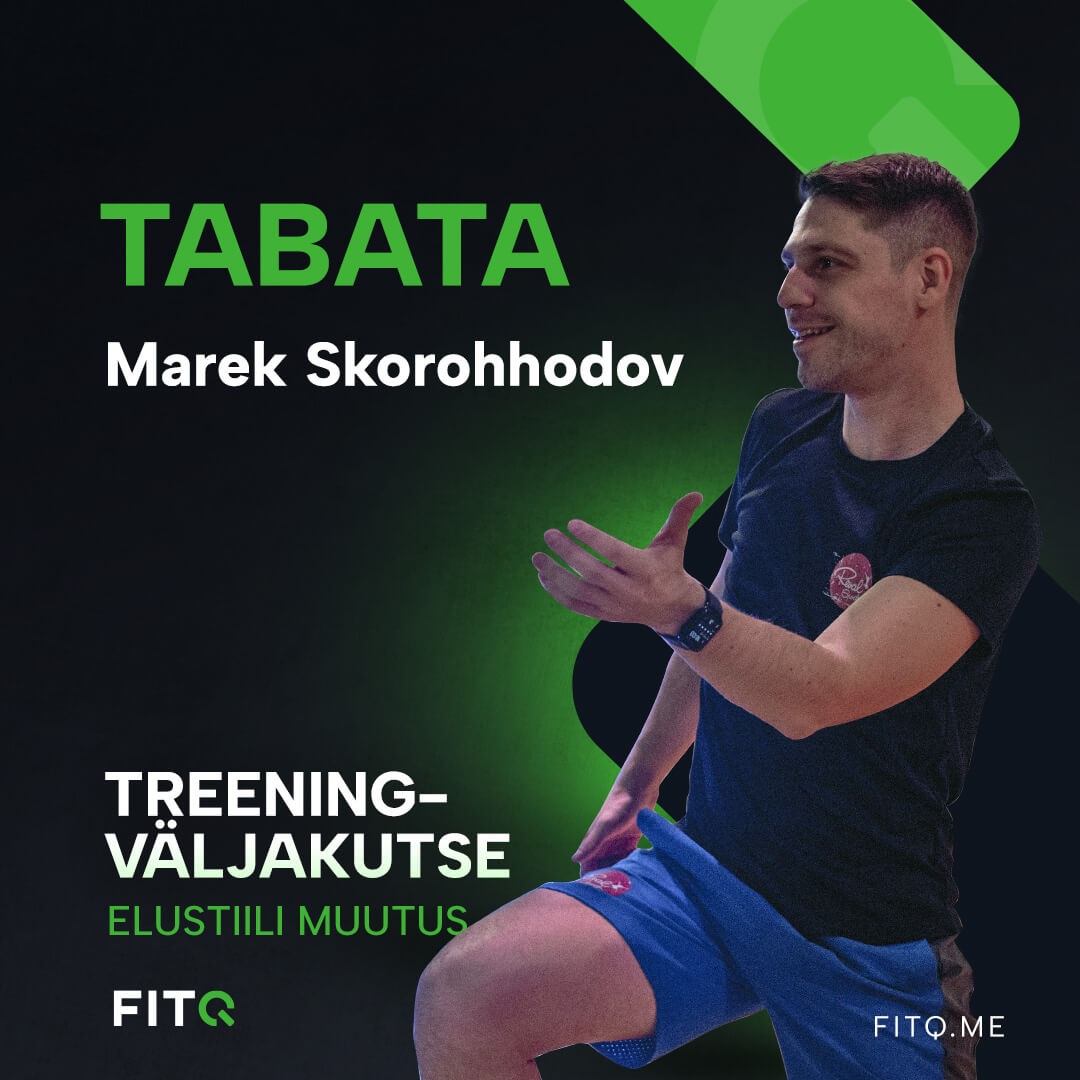 TABATA
Marek Skorohhodov
TREENING-
VÄLJAKUTSE
ELUSTIILI MUUTUS
FITQ
FITQ.ME